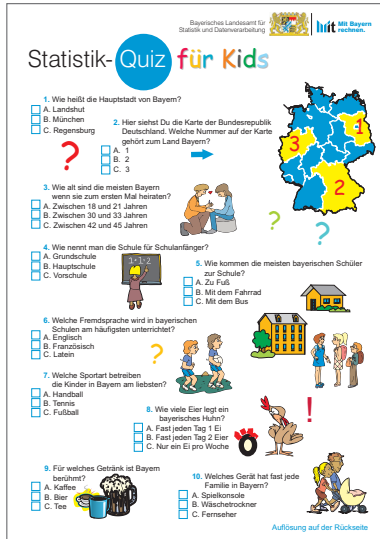 Bayerisches Landesamt für
Statistik und Datenverarbeitung
Mit Bayern
rechnen.
Statistik-Quiz für Kids
1. Wie heißt die Hauptstadt von Bayern?
A. Landshut
B. München
C. Regensburg
?
2. Hier siehst Du die Karte der Bundesrepublik
Deutschland. Welche Nummer auf der Karte
gehört zum Land Bayern?
A. 1
B. 2
C. 3
1
3
2
3. Wie alt sind die meisten Bayern
wenn sie zum ersten Mal heiraten?
A. Zwischen 18 und 21 Jahren
B. Zwischen 30 und 33 Jahren
C. Zwischen 42 und 45 Jahren
?
?
4. Wie nennt man die Schule für Schulanfänger?
A. Grundschule
B. Hauptschule
C. Vorschule
1+1=2
5. Wie kommen die meisten bayerischen Schüler
zur Schule?
A. Zu Fuß
B. Mit dem Fahrrad
C. Mit dem Bus
6. Welche Fremdsprache wird in bayerischen
Schulen am häufigsten unterrichtet?
A. Englisch
B. Französisch
C. Latein
?
7. Welche Sportart betreiben
die Kinder in Bayern am liebsten?
A. Handball
B. Tennis
C. Fußball
8. Wie viele Eier legt ein
bayerisches Huhn?
A. Fast jeden Tag 1 Ei
B. Fast jeden Tag 2 Eier
C. Nur ein Ei pro Woche
!
9. Für welches Getränk ist Bayern
berühmt?
A. Kaffee
B. Bier
C. Tee
10. Welches Gerät hat fast jede
Familie in Bayern?
A. Spielkonsole
B. Wäschetrockner
C. Fernseher
Auflösung auf der Rückseite